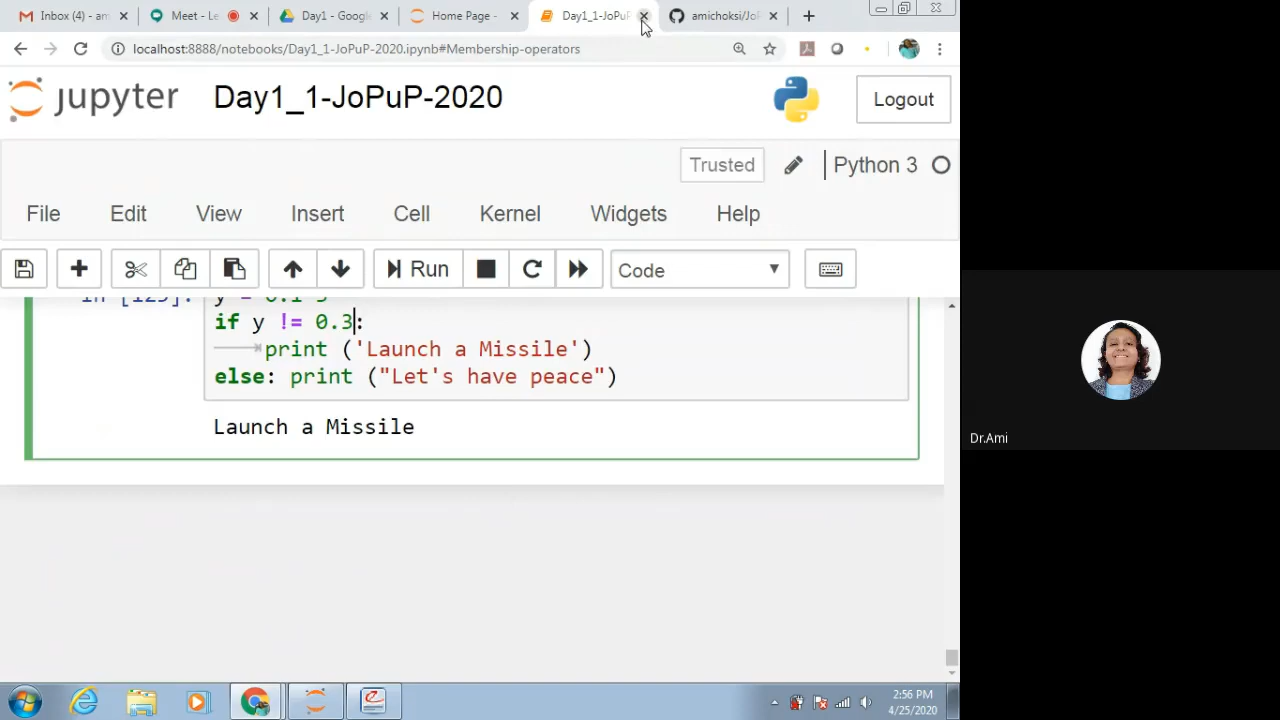 Inbox (4) - am
Meet - Le
Day1 - Google
Home Page -
Day1_1-JoPuP
amichoksi/JoP
localhost:8888/notebooks/Day1_1-JoPuP-2020.ipynb#Membership-operators
jupyter
Day1_1-JoPuP-2020
Logout
Trusted
Python 3
File
Edit
View
Insert
Cell
Kernel
Widgets
Help
Run
Code
if y != 0.3:
print ('Launch a Missile')
else: print ("Let's have peace")
Launch a Missile
Dr.Ami
2:56 PM
4/25/2020